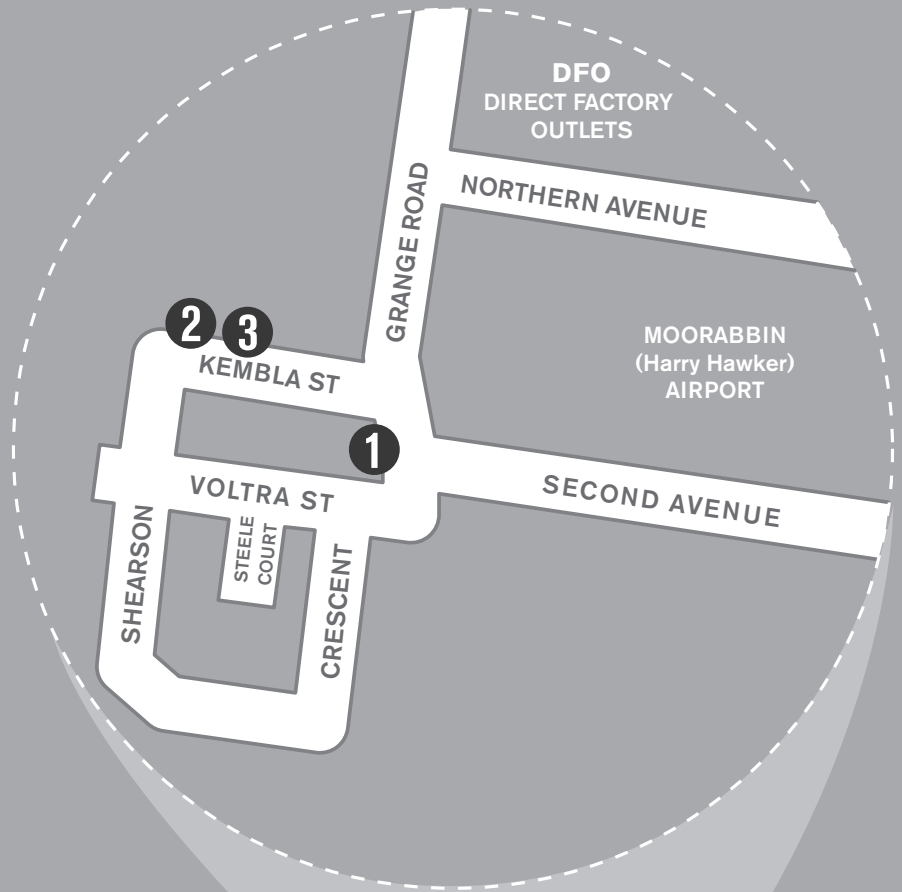 DFO
DIRECT FACTORY
OUTLETS
NORTHERN AVENUE
GRANGE ROAD
2
3
KEMBLA ST
MOORABBIN
(Harry Hawker)
AIRPORT
1
VOLTRA ST
SECOND AVENUE
STEELE
COURT
SHEARSON
CRESCENT